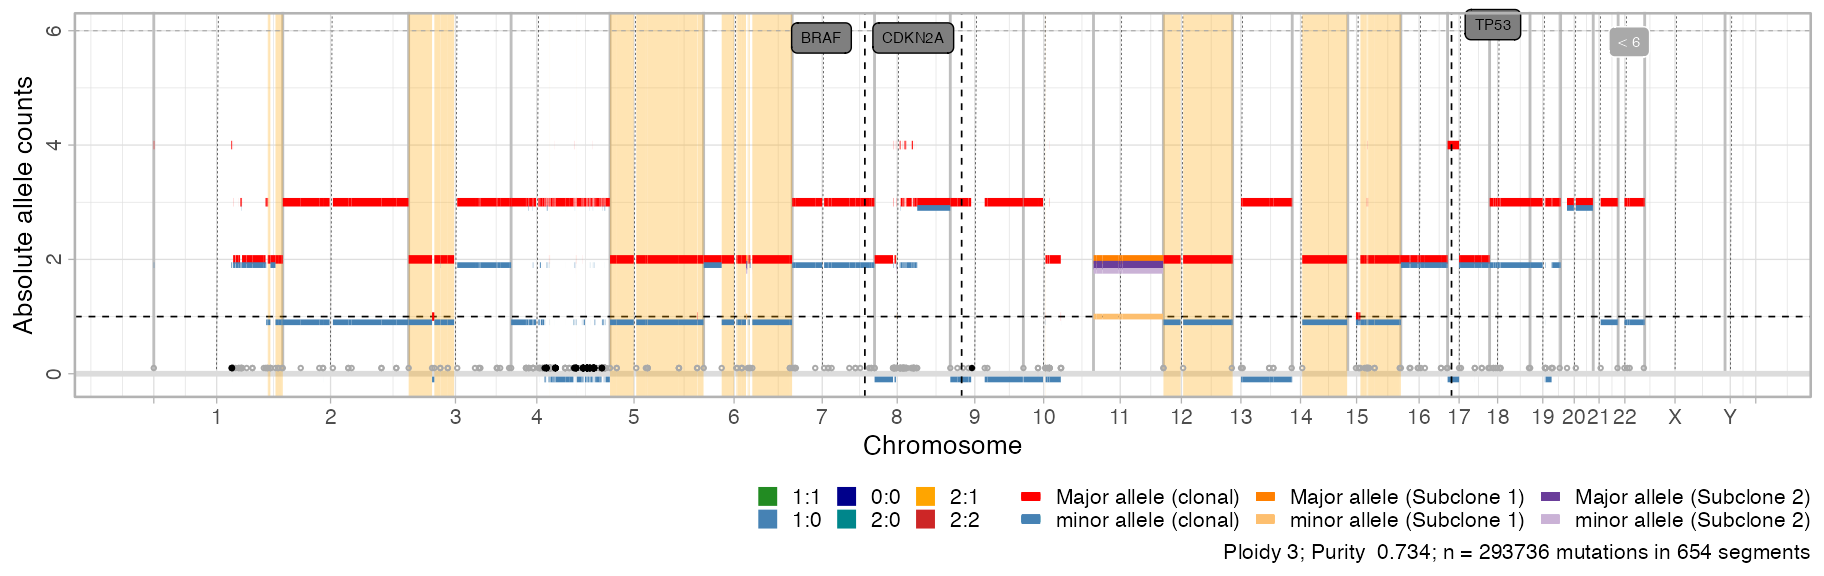 BRAF CDKN2A TP53 < 6
Absolute allele counts
6
4
2
0
1 2 3 4 5 6 7 8 9 10 11 12 13 14 15 16 17 18 19 20 21 22 X Y
Chromosome
1:1 0:0 2:1 Major allele (clonal) Major allele (Subclone 1) Major allele (Subclone 2)
1:0 2:0 2:2 minor allele (clonal) minor allele (Subclone 1) minor allele (Subclone 2)
Ploidy 3; Purity 0.734; n = 293736 mutations in 654 segments